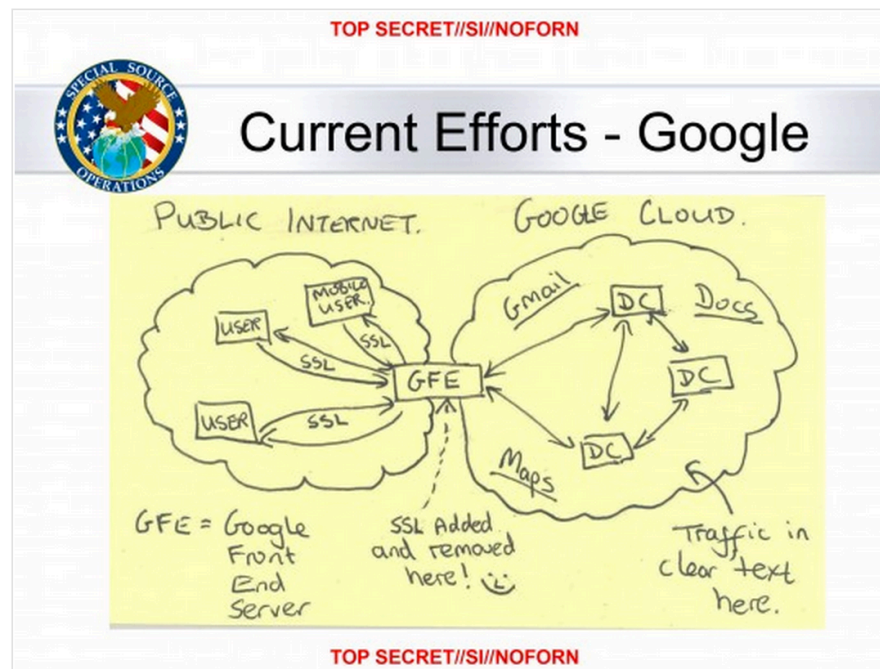 TOP SECRET//SI//NOFORN
SPECIAL SOURCE
OPERATIONS
Current Efforts - Google
PUBLIC INTERNET.
GOOGLE CLOUD.
MOBILE
USER.
USER
SSL
SSL
USER
SSL
GFE
Gmail
DC
DOCS
DC
DC
Maps
GFE = Google
Front
End
Server
SSL Added
and removed
here!
Traffic in
clear text
here.
TOP SECRET//SI//NOFORN